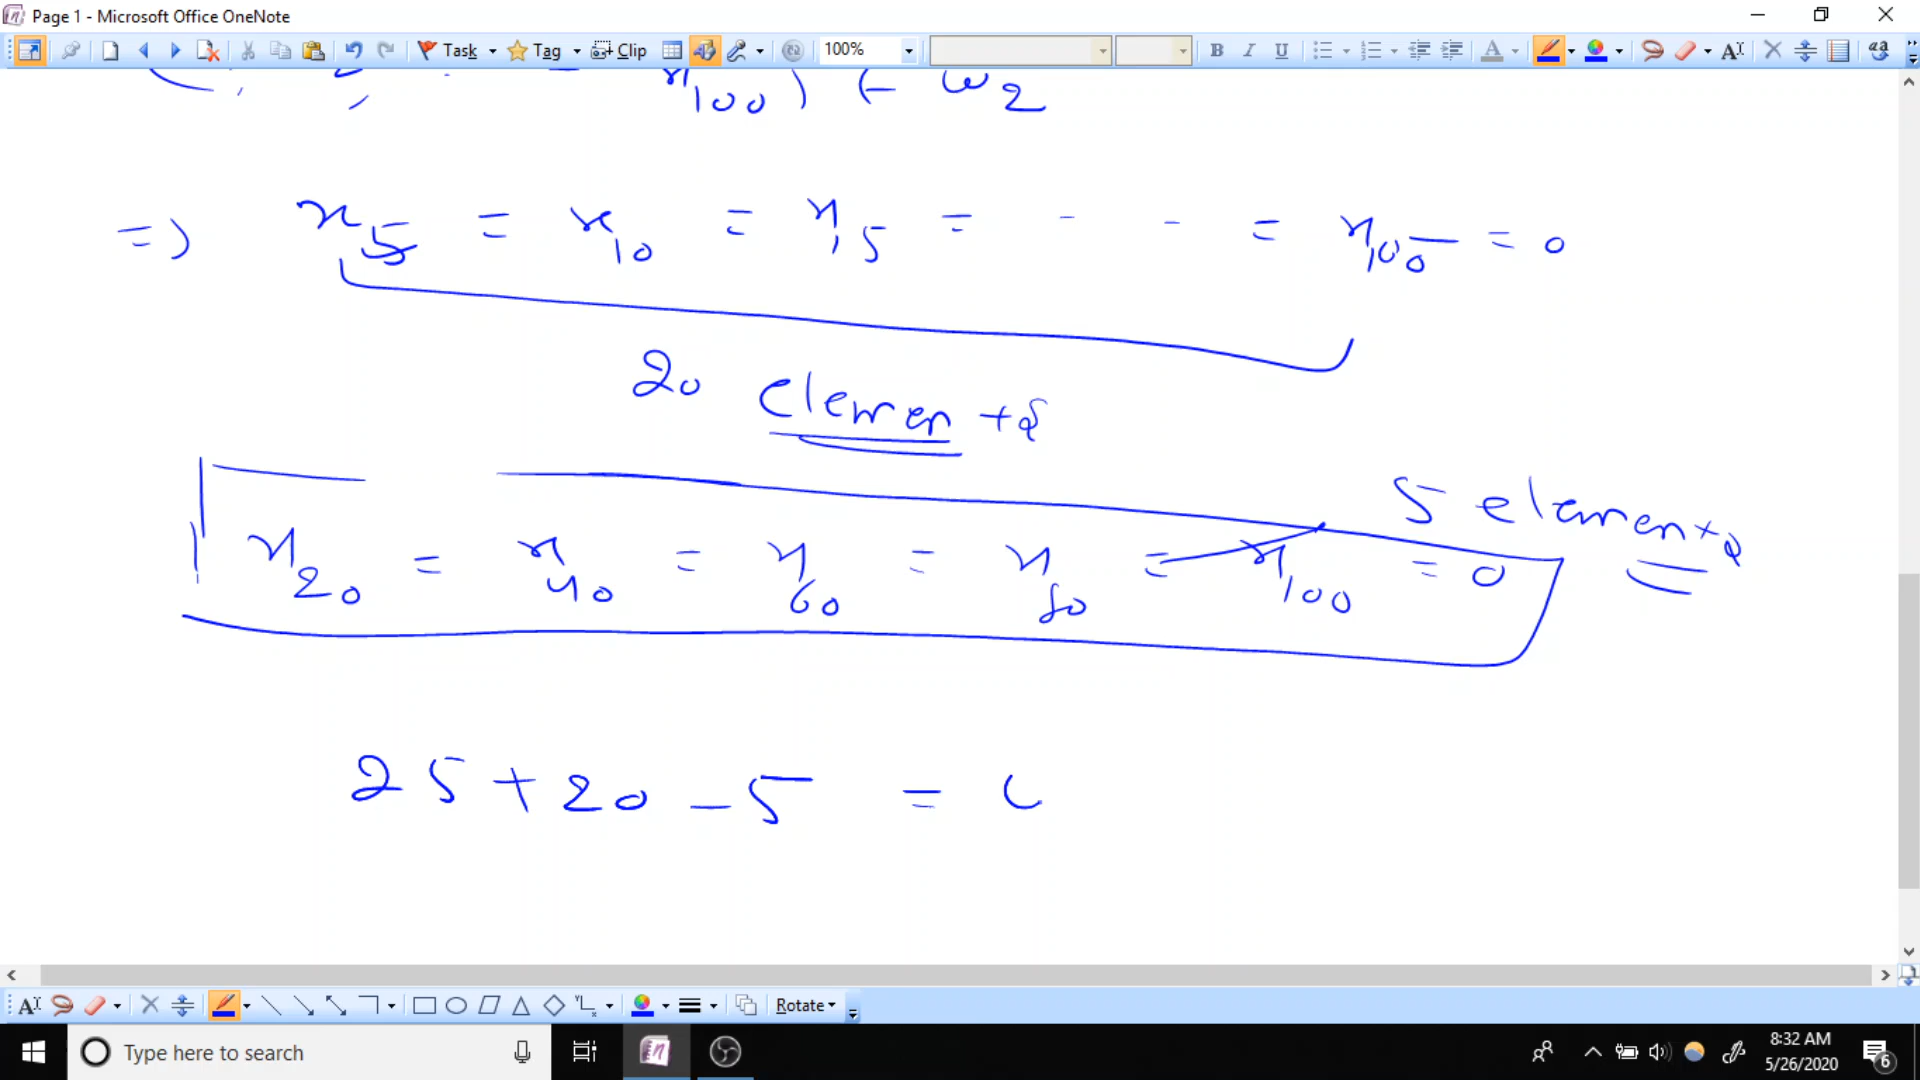 Page 1 - Microsoft Office OneNote
Task Tag Clip 100% B I U A
x100) ∈ w2
=> x5 = x10 = x15 = - - = x100 = 0
20 elements
5 elements
x20 = x40 = x60 = x80 = x100 = 0
25 + 20 - 5 =
Rotate
Type here to search
8:32 AM
5/26/2020
6